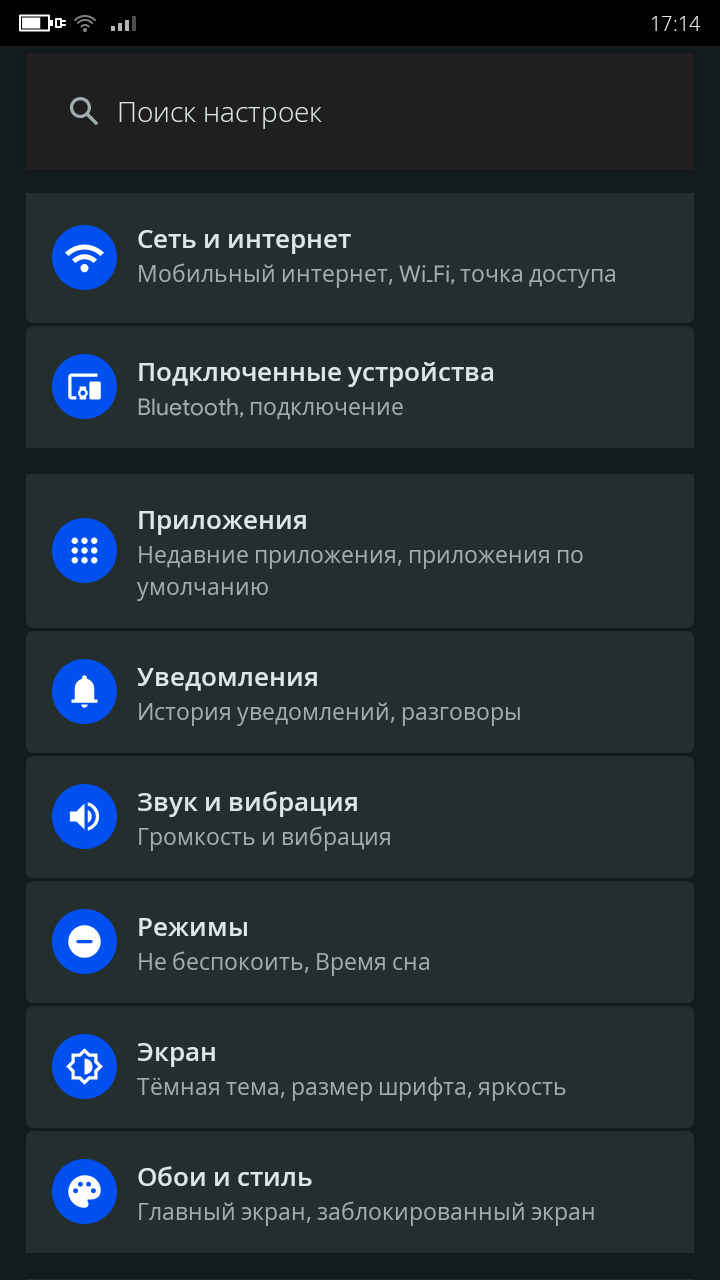 17:14
Поиск настроек
Сеть и интернет
Мобильный интернет, Wi‑Fi, точка доступа
Подключенные устройства
Bluetooth, подключение
Приложения
Недавние приложения, приложения по
умолчанию
Уведомления
История уведомлений, разговоры
Звук и вибрация
Громкость и вибрация
Режимы
Не беспокоить, Время сна
Экран
Тёмная тема, размер шрифта, яркость
Обои и стиль
Главный экран, заблокированный экран